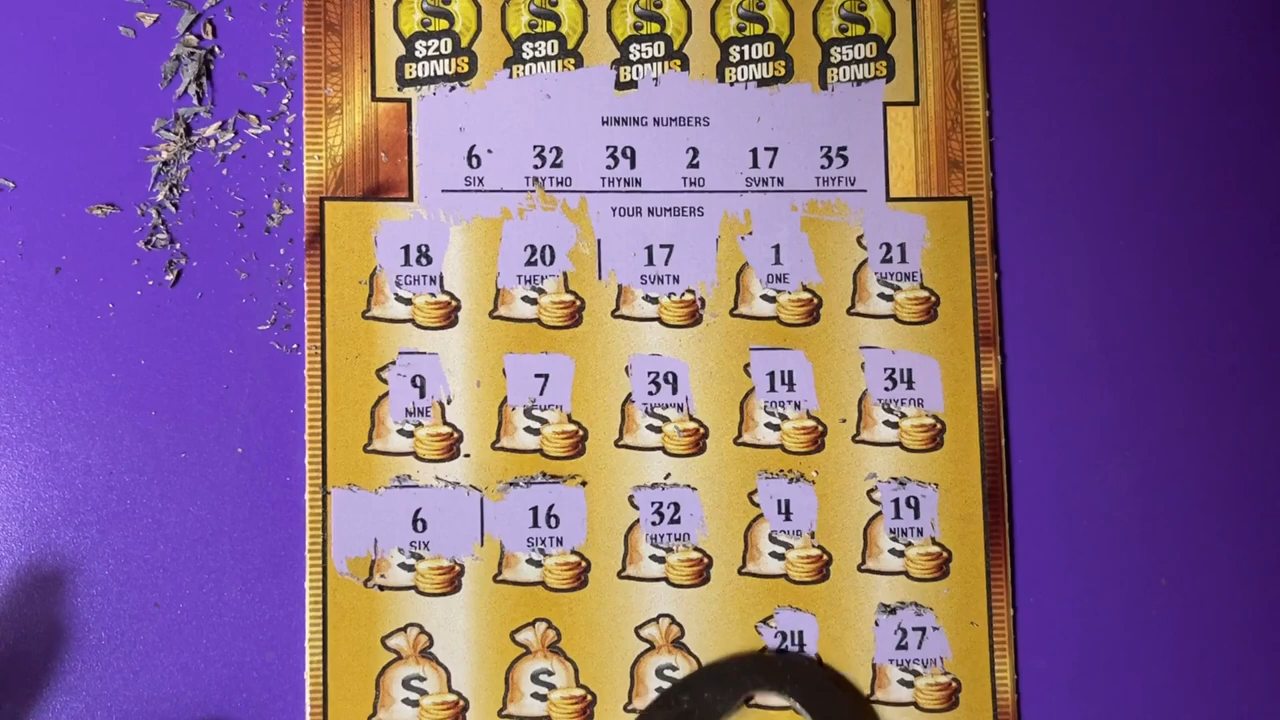 $20 $30 $50 $100 $500
BONUS BONUS BONUS BONUS BONUS
WINNING NUMBERS
6 32 39 2 17 35
SIX TRYTWO THYNIN TWO SVNTN THYFIV
YOUR NUMBERS
18 20 17 1 21
EGHTN SVNTN ONE
9 7 39 14 34
NINE
6 16 32 4 19
SIX SIXTN NINTN
24 27